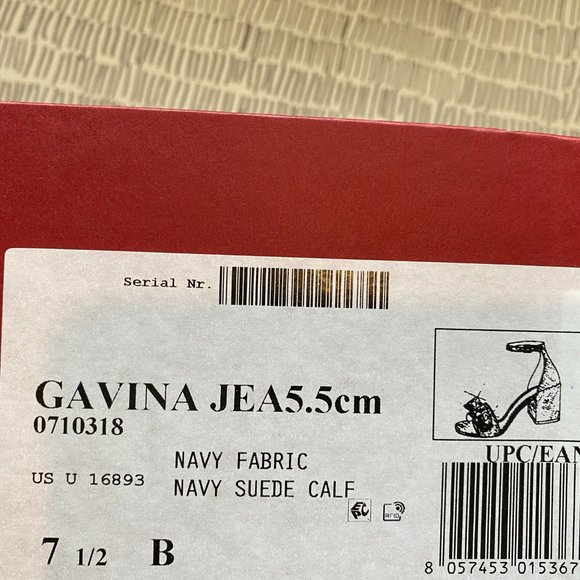 Serial Nr.
GAVINA JEA5.5cm
0710318
NAVY FABRIC
US U 16893 NAVY SUEDE CALF
UPC/EAN
RFID
7 1/2 B
8 057453 015367